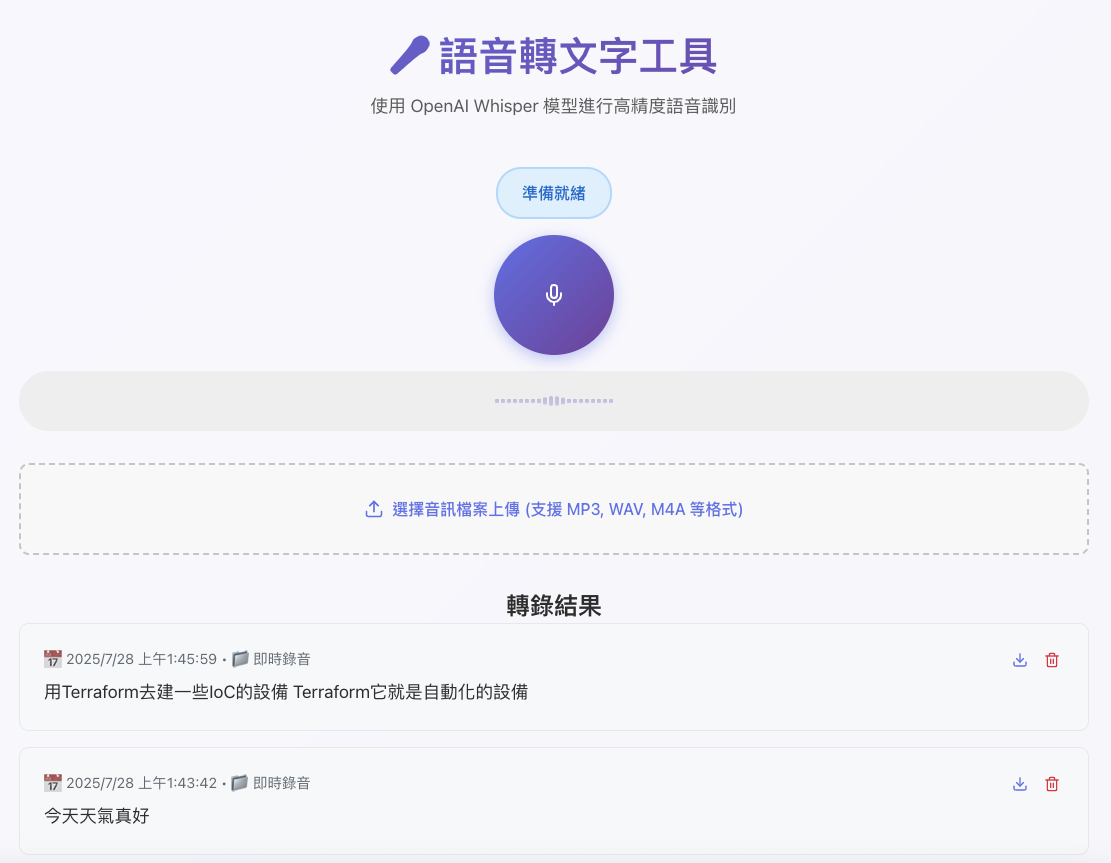 🎤 語音轉文字工具
使用 OpenAI Whisper 模型進行高精度語音識別
準備就緒
選擇音訊檔案上傳 (支援 MP3, WAV, M4A 等格式)
轉錄結果
📅 2025/7/28 上午1:45:59 • 📁 即時錄音
用Terraform去建一些IoC的設備 Terraform它就是自動化的設備
📅 2025/7/28 上午1:43:42 • 📁 即時錄音
今天天氣真好